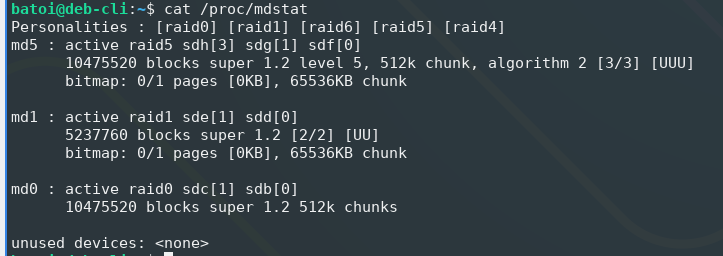 batoi@deb-cli:~$ cat /proc/mdstat
Personalities : [raid0] [raid1] [raid6] [raid5] [raid4]
md5 : active raid5 sdh[3] sdg[1] sdf[0]
      10475520 blocks super 1.2 level 5, 512k chunk, algorithm 2 [3/3] [UUU]
      bitmap: 0/1 pages [0KB], 65536KB chunk

md1 : active raid1 sde[1] sdd[0]
      5237760 blocks super 1.2 [2/2] [UU]
      bitmap: 0/1 pages [0KB], 65536KB chunk

md0 : active raid0 sdc[1] sdb[0]
      10475520 blocks super 1.2 512k chunks

unused devices: <none>